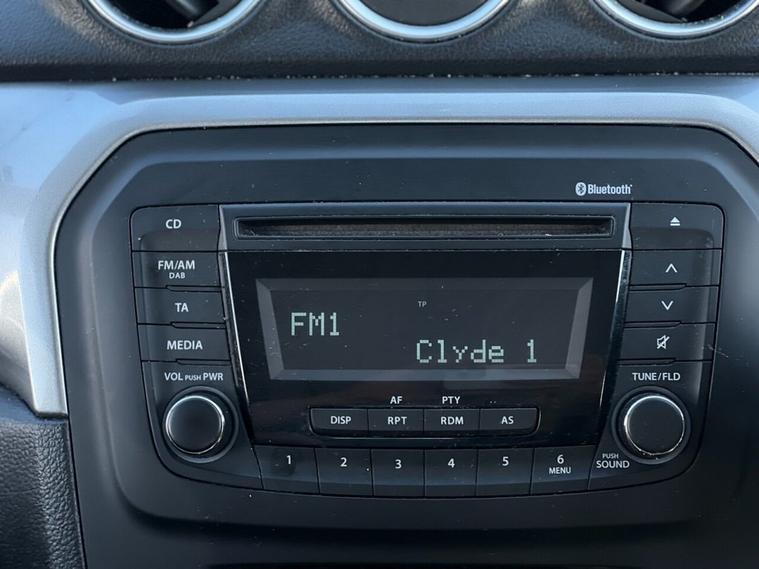 Bluetooth
CD
FM/AM
DAB
TA
MEDIA
VOL PUSH PWR
TP
FM1
Clyde 1
AF PTY
DISP RPT RDM AS
1 2 3 4 5 6
MENU
TUNE/FLD
PUSH
SOUND